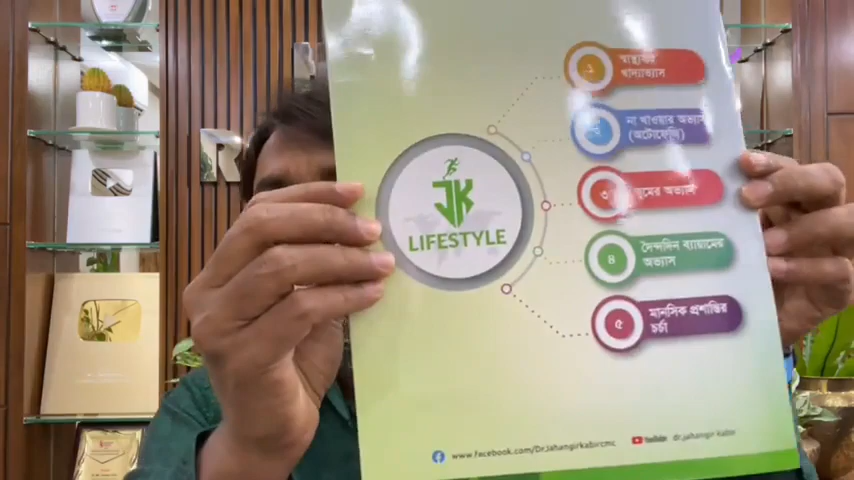 JK
LIFESTYLE
১
স্বাস্থ্যকর
খাদ্যাভ্যাস
২
না খাওয়ার অভ্যাস
(অটোফেজি)
৩
ঘুমের অভ্যাস
৪
দৈনন্দিন ব্যায়ামের
অভ্যাস
৫
মানসিক প্রশান্তির
চর্চা
www.facebook.com/Dr.Jahangirkabircmc
YouTube dr.jahangir kabir